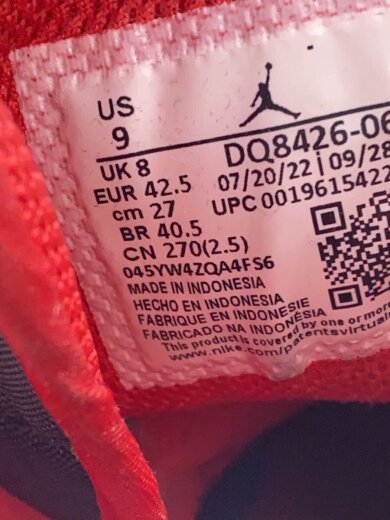 US
9
UK 8
EUR 42.5
cm 27
BR 40.5
CN 270(2.5)
045YW4ZQA4FS6
MADE IN INDONESIA
HECHO EN INDONESIA
FABRIQUE EN INDONESIE
FABRICADO NA INDONÉSIA
This product is covered by one or more
www.nike.com/patentsvirtual
DQ8426-06
07/20/22 | 09/28
UPC 0019615422